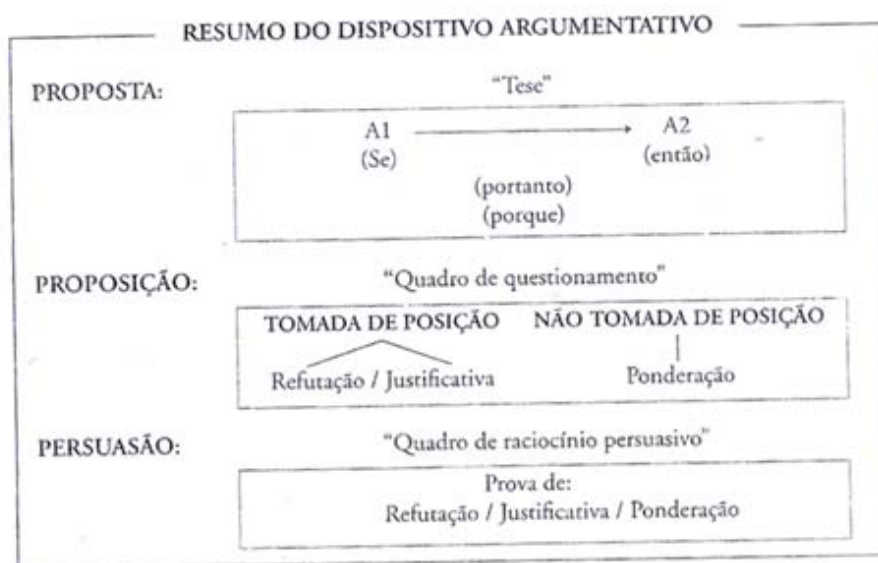 RESUMO DO DISPOSITIVO ARGUMENTATIVO
PROPOSTA:
"Tese"
A1 A2
(Se) (então)
(portanto)
(porque)
PROPOSIÇÃO:
"Quadro de questionamento"
TOMADA DE POSIÇÃO NÃO TOMADA DE POSIÇÃO
Refutação / Justificativa Ponderação
PERSUASÃO:
"Quadro de raciocínio persuasivo"
Prova de:
Refutação / Justificativa / Ponderação